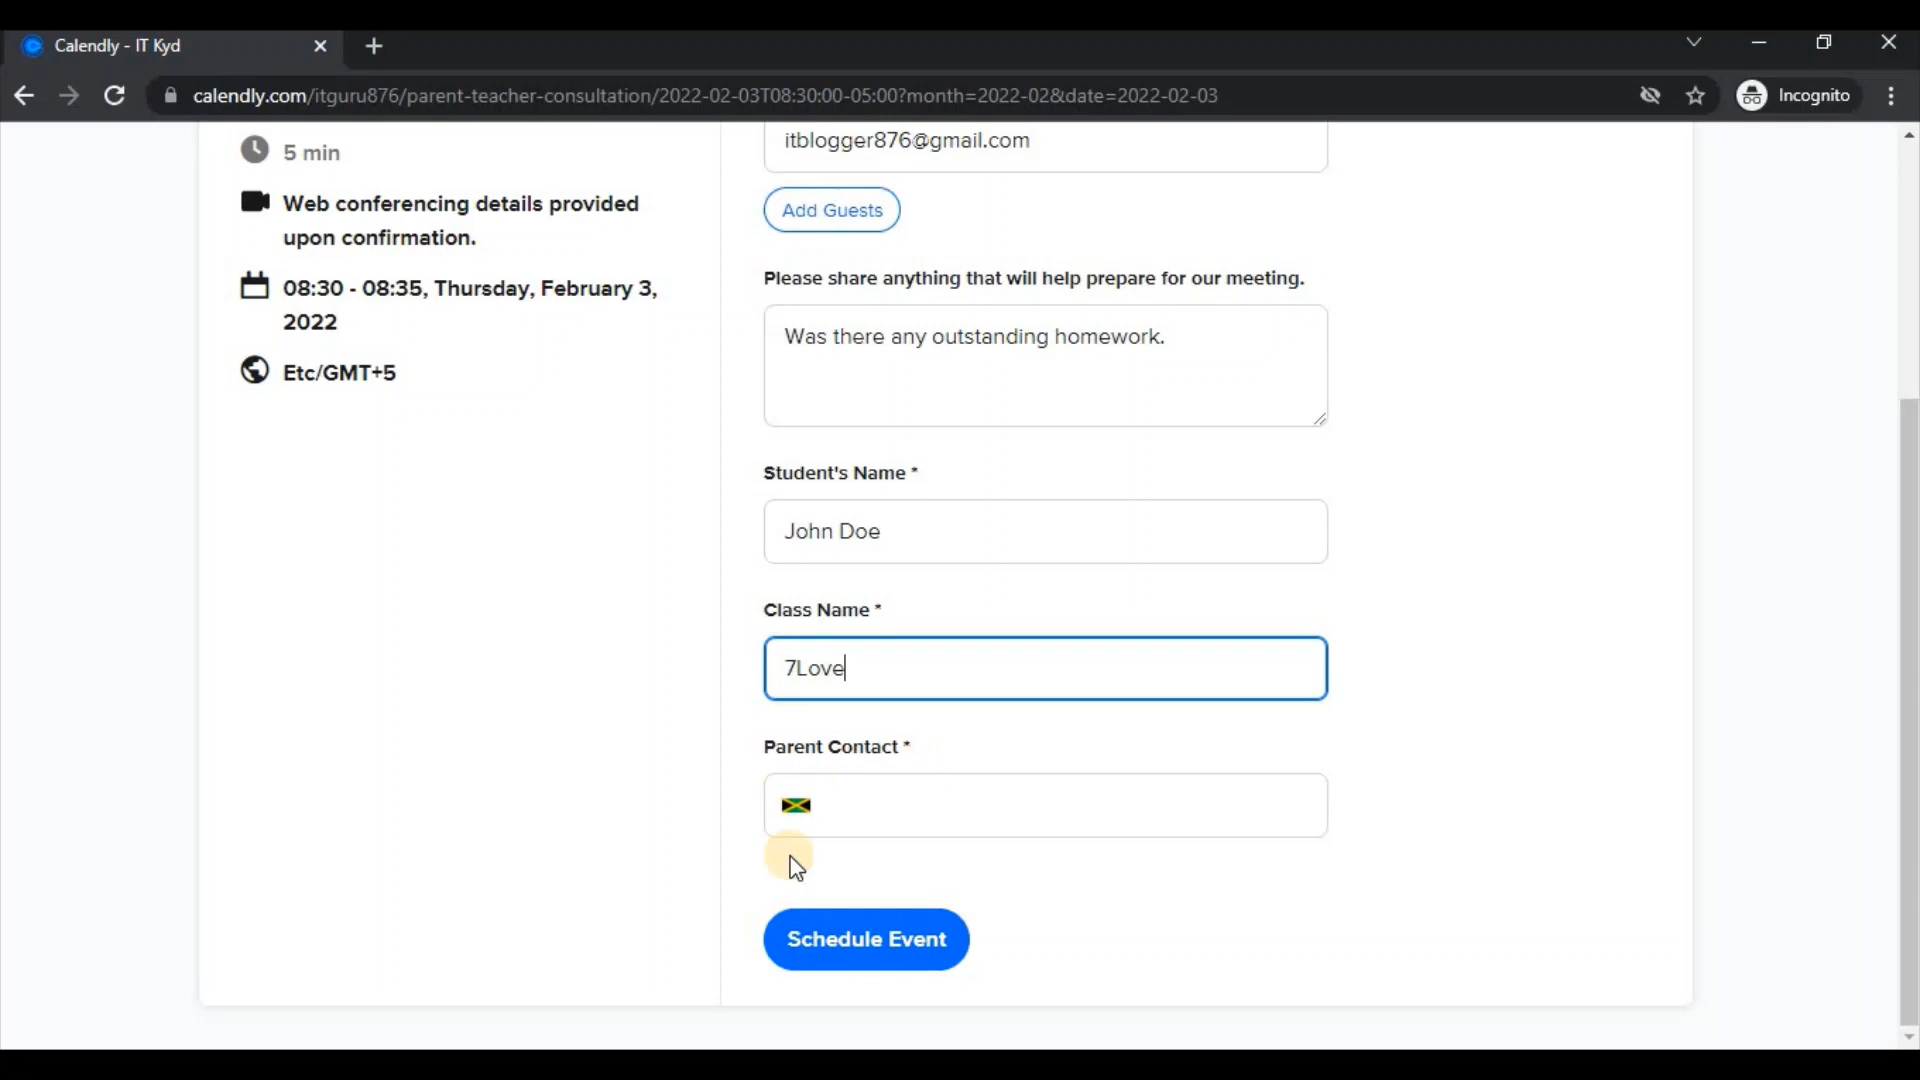 Calendly - IT Kyd
calendly.com/itguru876/parent-teacher-consultation/2022-02-03T08:30:00-05:00?month=2022-02&date=2022-02-03
Incognito
5 min
Web conferencing details provided
upon confirmation.
08:30 - 08:35, Thursday, February 3,
2022
Etc/GMT+5
itblogger876@gmail.com
Add Guests
Please share anything that will help prepare for our meeting.
Was there any outstanding homework.
Student's Name *
John Doe
Class Name *
7Love
Parent Contact *
Schedule Event